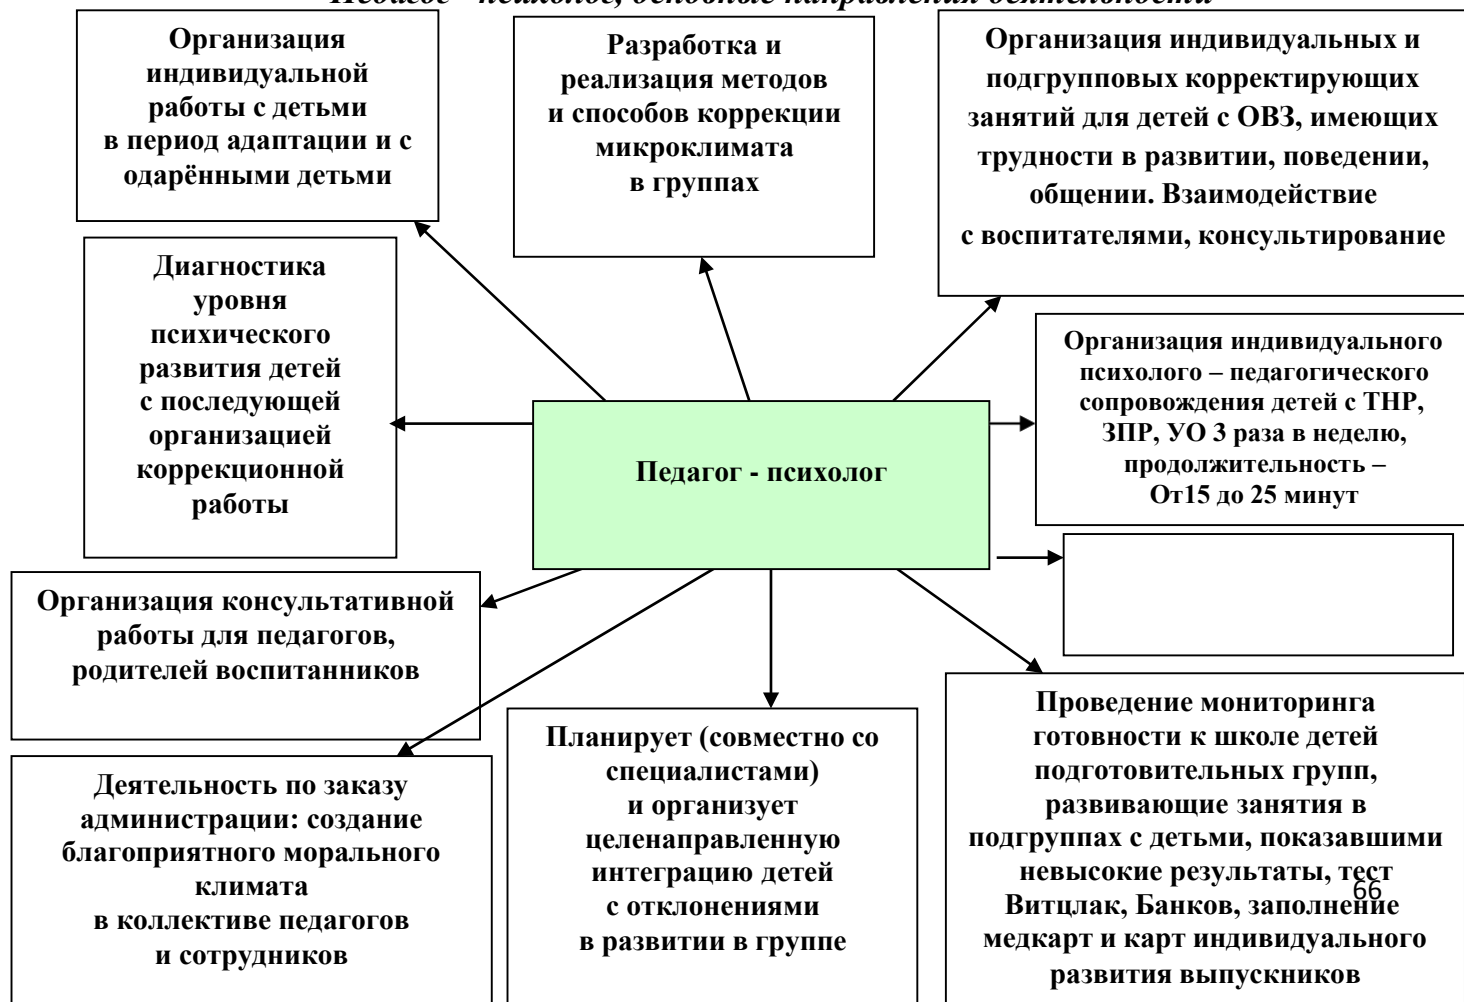 Организация
индивидуальной
работы с детьми
в период адаптации и с
одарёнными детьми
Разработка и
реализация методов
и способов коррекции
микроклимата
в группах
Организация индивидуальных и
подгрупповых корректирующих
занятий для детей с ОВЗ, имеющих
трудности в развитии, поведении,
общении. Взаимодействие
с воспитателями, консультирование
Диагностика
уровня
психического
развития детей
с последующей
организацией
коррекционной
работы
Педагог - психолог
Организация индивидуального
психолого – педагогического
сопровождения детей с ТНР,
ЗПР, УО 3 раза в неделю,
продолжительность –
От15 до 25 минут
Организация консультативной
работы для педагогов,
родителей воспитанников
Деятельность по заказу
администрации: создание
благоприятного морального
климата
в коллективе педагогов
и сотрудников
Планирует (совместно со
специалистами)
и организует
целенаправленную
интеграцию детей
с отклонениями
в развитии в группе
Проведение мониторинга
готовности к школе детей
подготовительных групп,
развивающие занятия в
подгруппах с детьми, показавшими
невысокие результаты, тест
Витцлак, Банков, заполнение
медкарт и карт индивидуального
развития выпускников
66